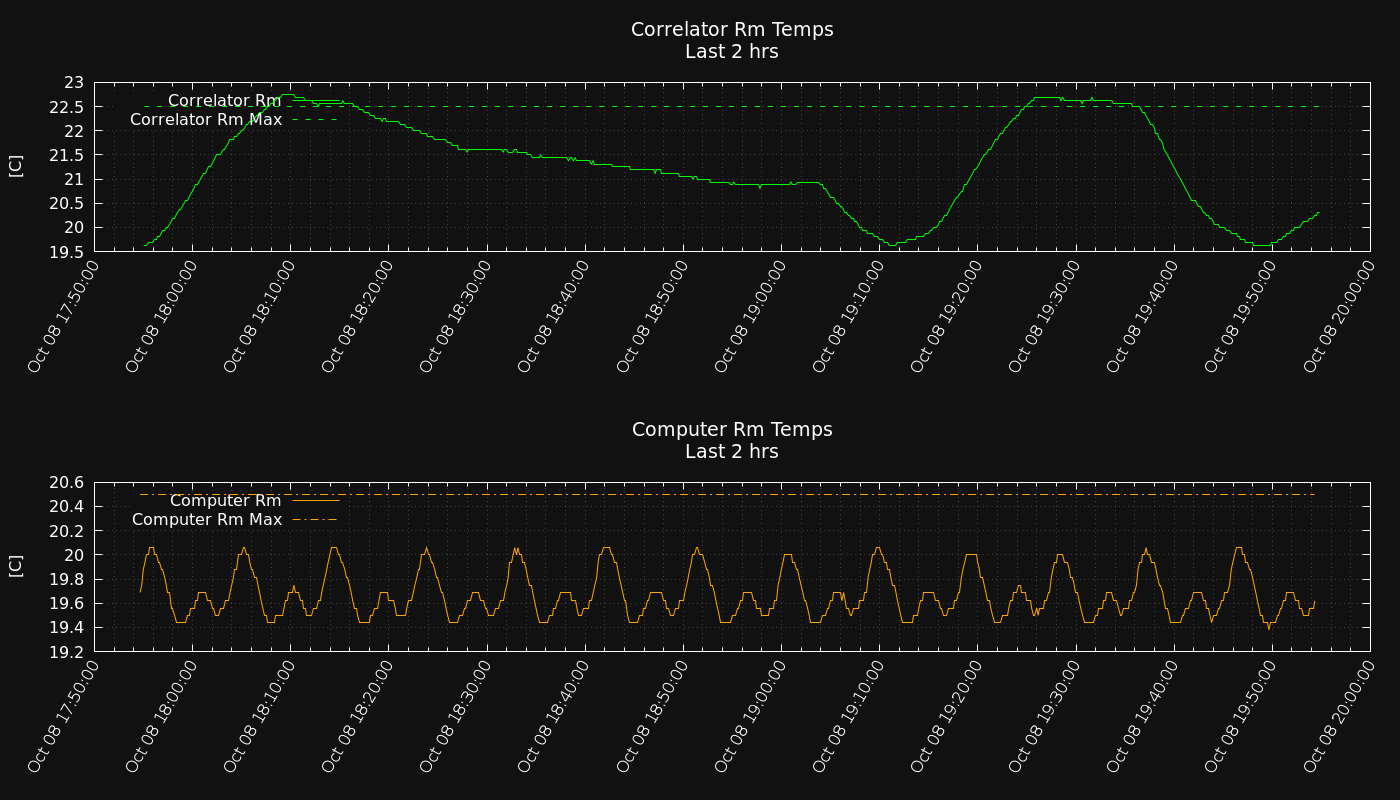 Correlator Rm Temps
Last 2 hrs
23
22.5
22
21.5
21
20.5
20
19.5
[C]
Correlator Rm
Correlator Rm Max
Oct 08 17:50:00
Oct 08 18:00:00
Oct 08 18:10:00
Oct 08 18:20:00
Oct 08 18:30:00
Oct 08 18:40:00
Oct 08 18:50:00
Oct 08 19:00:00
Oct 08 19:10:00
Oct 08 19:20:00
Oct 08 19:30:00
Oct 08 19:40:00
Oct 08 19:50:00
Oct 08 20:00:00
Computer Rm Temps
Last 2 hrs
20.6
20.4
20.2
20
19.8
19.6
19.4
19.2
[C]
Computer Rm
Computer Rm Max
Oct 08 17:50:00
Oct 08 18:00:00
Oct 08 18:10:00
Oct 08 18:20:00
Oct 08 18:30:00
Oct 08 18:40:00
Oct 08 18:50:00
Oct 08 19:00:00
Oct 08 19:10:00
Oct 08 19:20:00
Oct 08 19:30:00
Oct 08 19:40:00
Oct 08 19:50:00
Oct 08 20:00:00